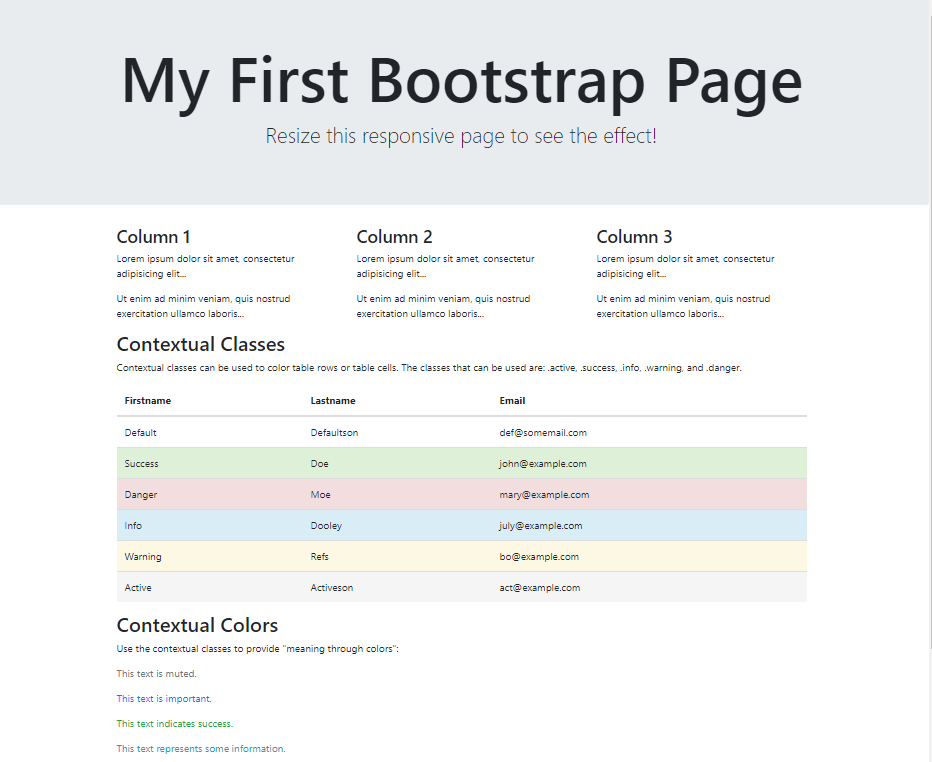 My First Bootstrap Page
Resize this responsive page to see the effect!
Column 1
Lorem ipsum dolor sit amet, consectetur
adipisicing elit...
Ut enim ad minim veniam, quis nostrud
exercitation ullamco laboris...
Column 2
Lorem ipsum dolor sit amet, consectetur
adipisicing elit...
Ut enim ad minim veniam, quis nostrud
exercitation ullamco laboris...
Column 3
Lorem ipsum dolor sit amet, consectetur
adipisicing elit...
Ut enim ad minim veniam, quis nostrud
exercitation ullamco laboris...
Contextual Classes
Contextual classes can be used to color table rows or table cells. The classes that can be used are: .active, .success, .info, .warning, and .danger.
Firstname Lastname Email
Default Defaultson def@somemail.com
Success Doe john@example.com
Danger Moe mary@example.com
Info Dooley july@example.com
Warning Refs bo@example.com
Active Activeson act@example.com
Contextual Colors
Use the contextual classes to provide "meaning through colors":
This text is muted.
This text is important.
This text indicates success.
This text represents some information.